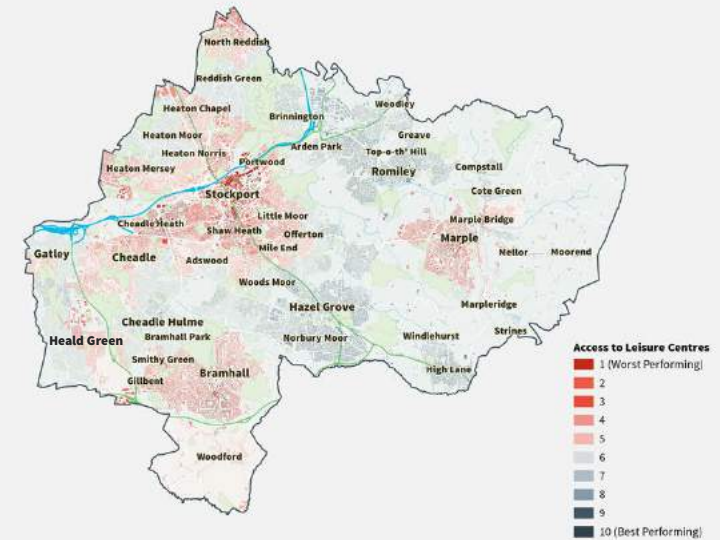 North Reddish
Reddish Green
Heaton Chapel
Woodley
Brinnington
Heaton Moor
Greave
Arden Park
Heaton Norris
Top-o-th' Hill
Portwood
Heaton Mersey
Compstall
Romiley
Cote Green
Stockport
Little Moor
Marple Bridge
Cheadle Heath
Shaw Heath
Offerton
Marple
Mile End
Gatley
Cheadle
Adswood
Nellor
Moorend
Woods Moor
Hazel Grove
Marpleridge
Cheadle Hulme
Strines
Bramhall Park
Norbury Moor
Windlehurst
Heald Green
Access to Leisure Centres
Smithy Green
1 (Worst Performing)
High Lane
Bramhall
Gillbent
2
3
4
5
Woodford
6
7
8
9
10 (Best Performing)